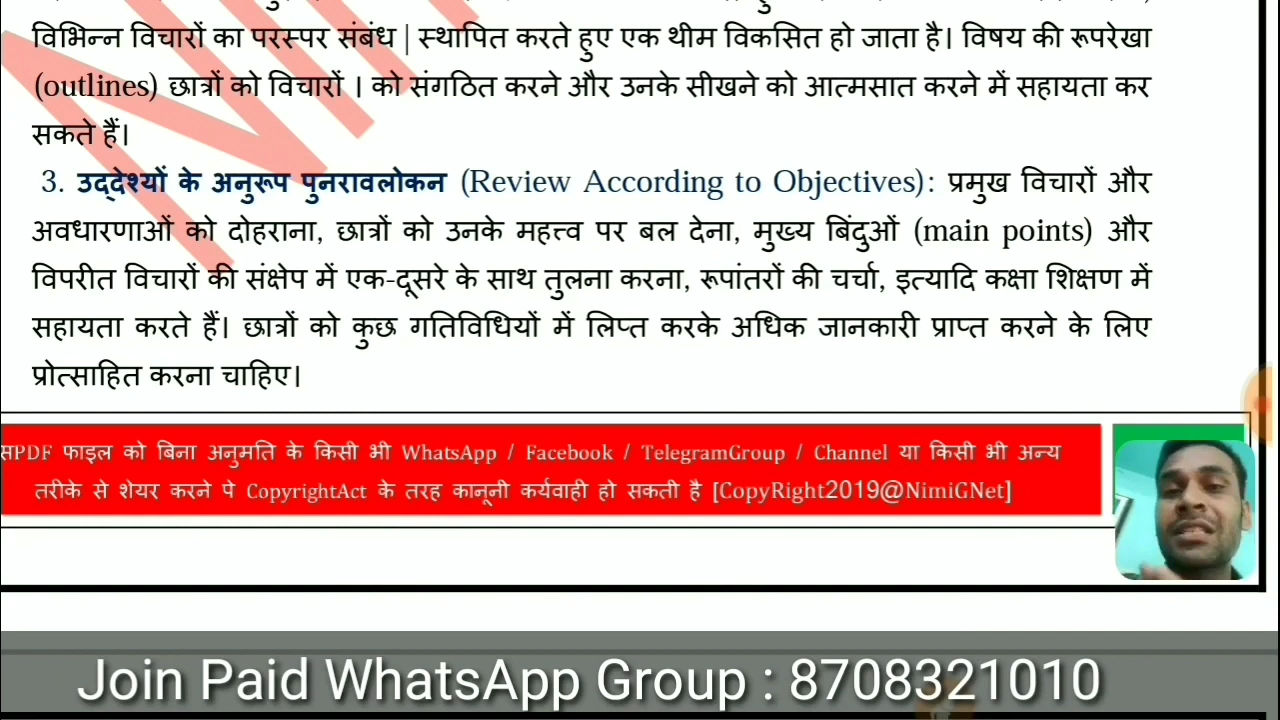 विभिन्न विचारों का परस्पर संबंध | स्थापित करते हुए एक थीम विकसित हो जाता है। विषय की रूपरेखा
(outlines) छात्रों को विचारों । को संगठित करने और उनके सीखने को आत्मसात करने में सहायता कर
सकते हैं।
3. उद्देश्यों के अनुरूप पुनरावलोकन (Review According to Objectives): प्रमुख विचारों और
अवधारणाओं को दोहराना, छात्रों को उनके महत्त्व पर बल देना, मुख्य बिंदुओं (main points) और
विपरीत विचारों की संक्षेप में एक-दूसरे के साथ तुलना करना, रूपांतरों की चर्चा, इत्यादि कक्षा शिक्षण में
सहायता करते हैं। छात्रों को कुछ गतिविधियों में लिप्त करके अधिक जानकारी प्राप्त करने के लिए
प्रोत्साहित करना चाहिए।
सPDF फाइल को बिना अनुमति के किसी भी WhatsApp / Facebook / TelegramGroup / Channel या किसी भी अन्य
तरीके से शेयर करने पे CopyrightAct के तरह कानूनी कर्यवाही हो सकती है [CopyRight2019@NimiGNet]
Join Paid WhatsApp Group : 8708321010